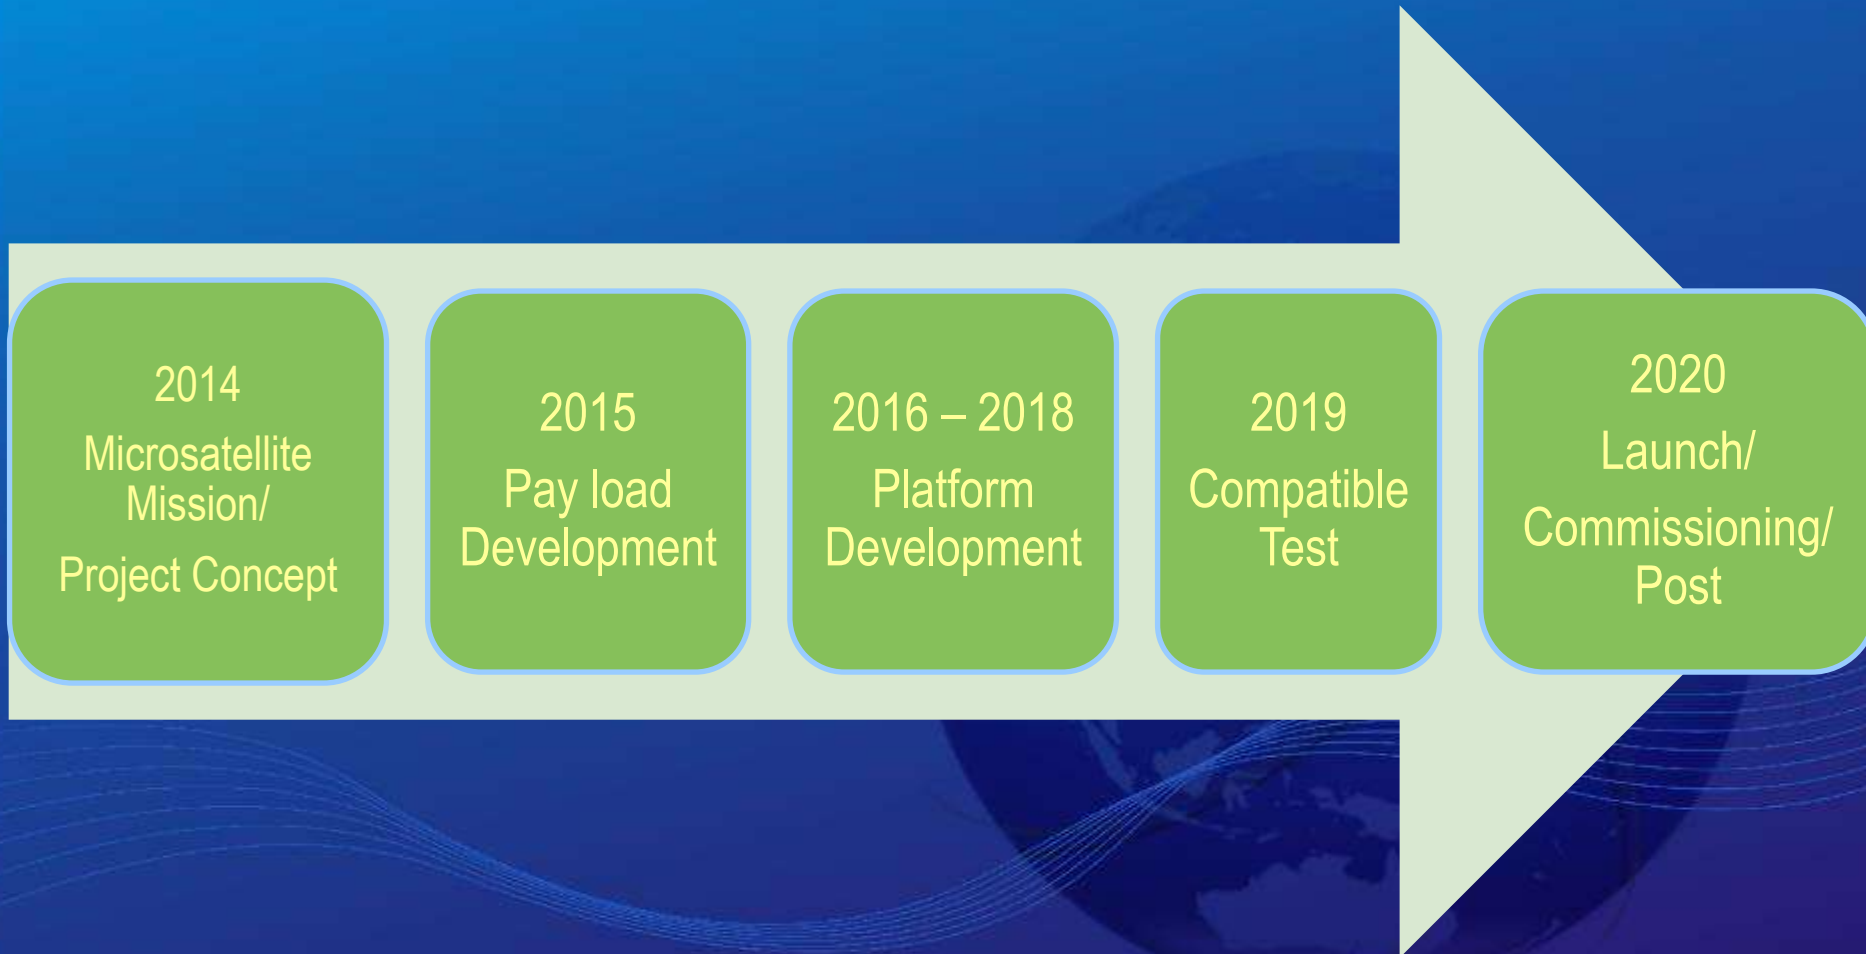 2014
Microsatellite
Mission/
Project Concept
2015
Pay load
Development
2016 – 2018
Platform
Development
2019
Compatible
Test
2020
Launch/
Commissioning/
Post